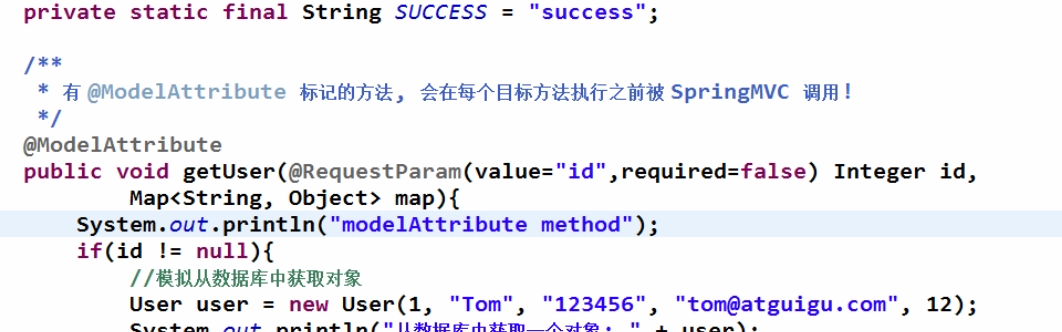 private static final String SUCCESS = "success";
/**
* 有 @ModelAttribute 标记的方法, 会在每个目标方法执行之前被 SpringMVC 调用!
*/
@ModelAttribute
public void getUser(@RequestParam(value="id",required=false) Integer id,
Map<String, Object> map){
System.out.println("modelAttribute method");
if(id != null){
//模拟从数据库中获取对象
User user = new User(1, "Tom", "123456", "tom@atguigu.com", 12);
System.out.println("从数据库中获取一个对象: " + user);